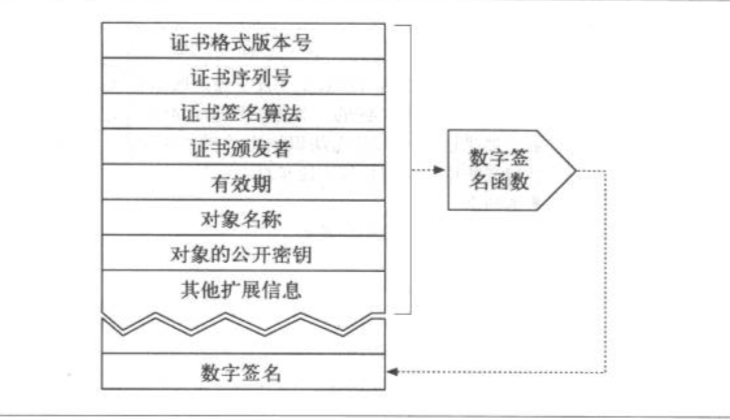 证书格式版本号
证书序列号
证书签名算法
证书颁发者
有效期
对象名称
对象的公开密钥
其他扩展信息
数字签
名函数
数字签名